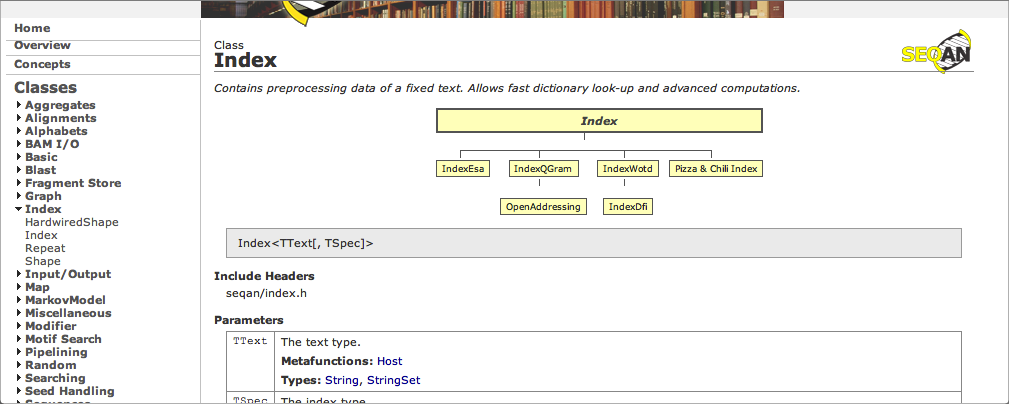 Home
Overview
Concepts
Classes
Aggregates
Alignments
Alphabets
BAM I/O
Basic
Blast
Fragment Store
Graph
Index
HardwiredShape
Index
Repeat
Shape
Input/Output
Map
MarkovModel
Miscellaneous
Modifier
Motif Search
Pipelining
Random
Searching
Seed Handling
Sequences
Class
Index
SEQAN
Contains preprocessing data of a fixed text. Allows fast dictionary look-up and advanced computations.
Index
IndexEsa IndexQGram IndexWotd Pizza & Chili Index
OpenAddressing IndexDfi
Index<TText[, TSpec]>
Include Headers
seqan/index.h
Parameters
TText The text type.
Metafunctions: Host
Types: String, StringSet
TSpec The index type.